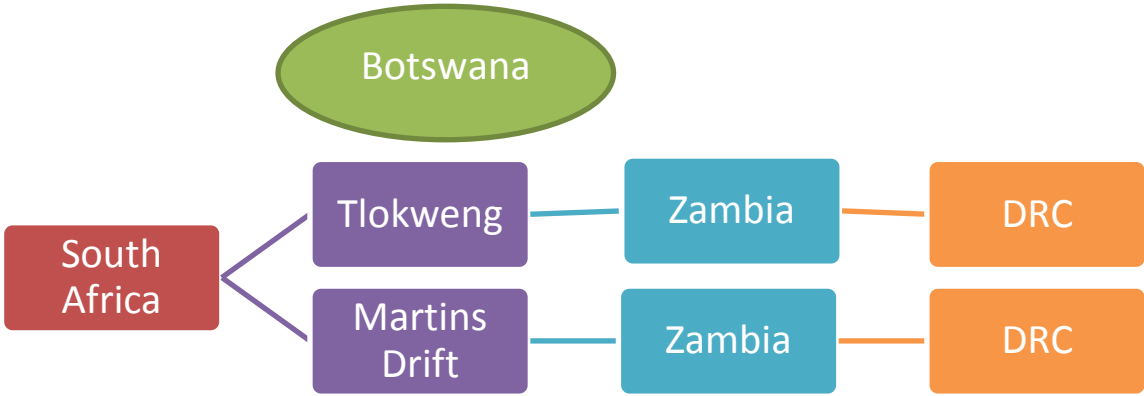 Botswana
Tlokweng
Zambia
DRC
South
Africa
Martins
Drift
Zambia
DRC